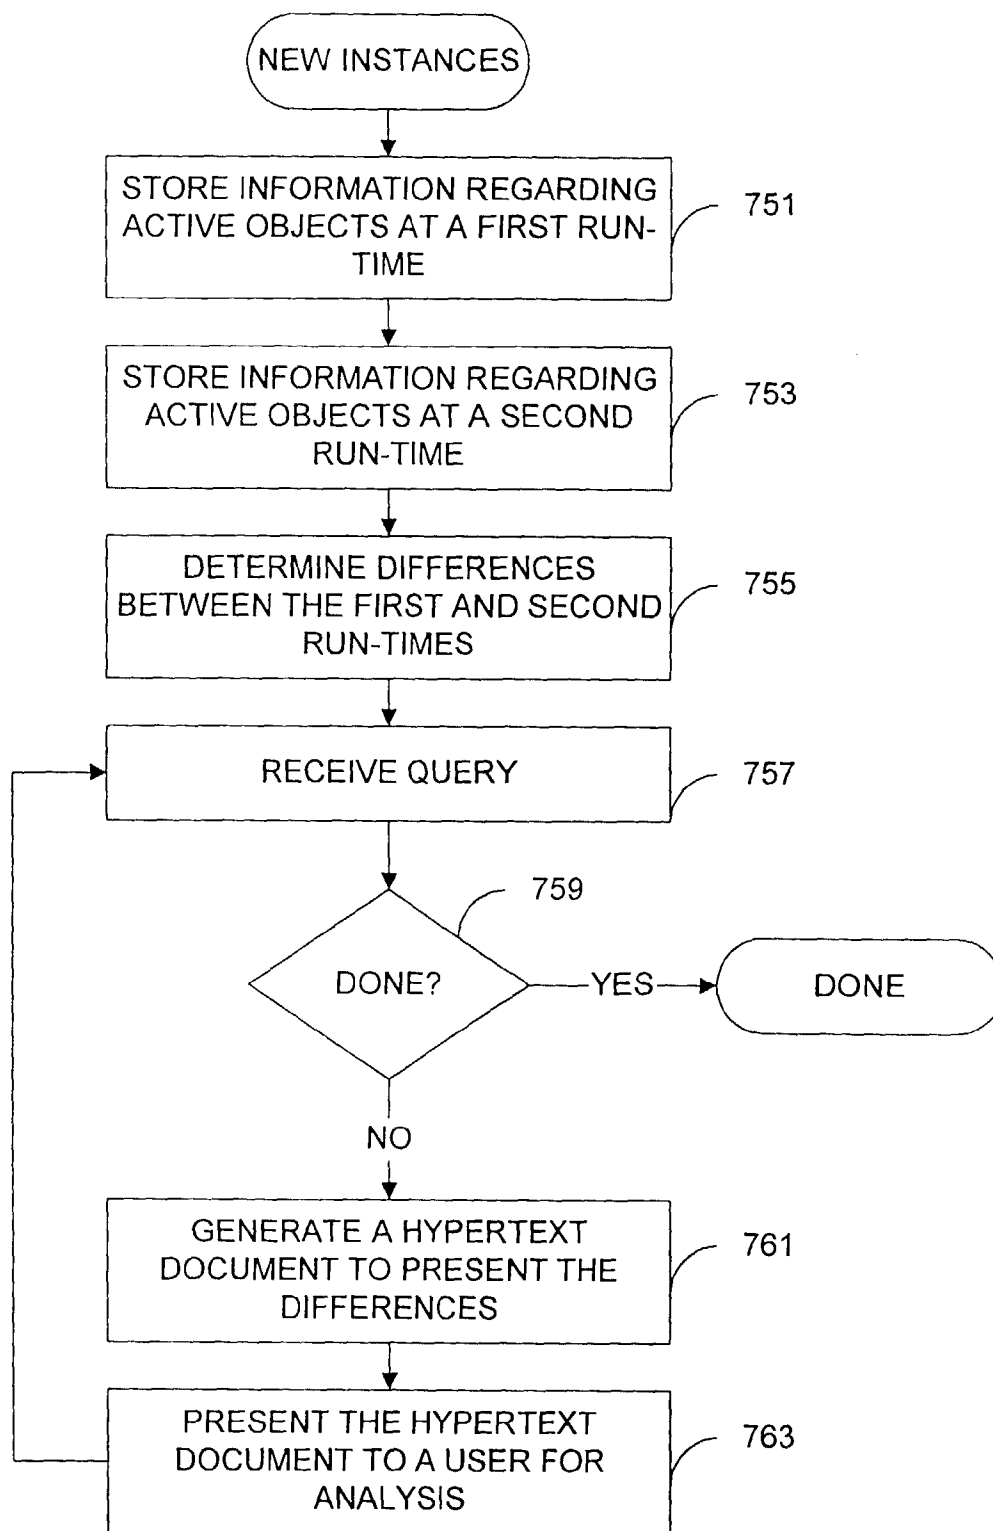 NEW INSTANCES
STORE INFORMATION REGARDING
ACTIVE OBJECTS AT A FIRST RUN-
TIME
751
STORE INFORMATION REGARDING
ACTIVE OBJECTS AT A SECOND
RUN-TIME
753
DETERMINE DIFFERENCES
BETWEEN THE FIRST AND SECOND
RUN-TIMES
755
RECEIVE QUERY
757
759
DONE?
YES
DONE
NO
GENERATE A HYPERTEXT
DOCUMENT TO PRESENT THE
DIFFERENCES
761
PRESENT THE HYPERTEXT
DOCUMENT TO A USER FOR
ANALYSIS
763